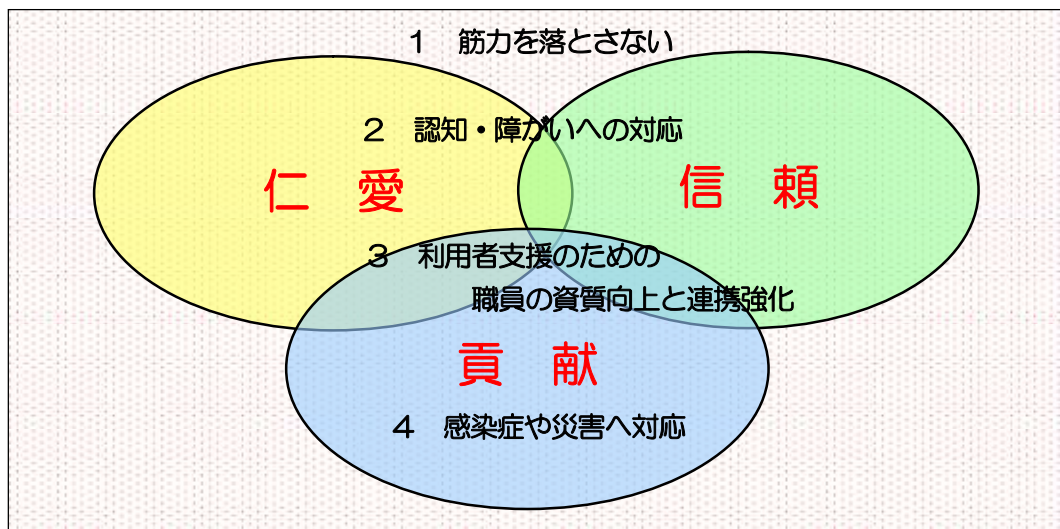 1 筋力を落とさない
2 認知・障がいへの対応
仁 愛
信 頼
3 利用者支援のための
職員の資質向上と連携強化
貢 献
4 感染症や災害へ対応